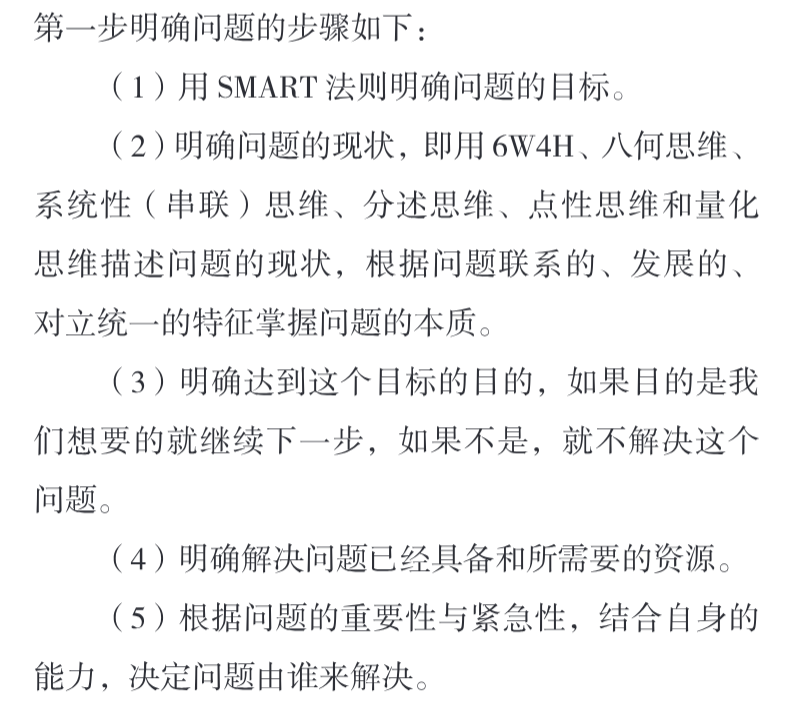 第一步明确问题的步骤如下：
（1）用 SMART 法则明确问题的目标。
（2）明确问题的现状，即用 6W4H、八何思维、
系统性（串联）思维、分述思维、点性思维和量化
思维描述问题的现状，根据问题联系的、发展的、
对立统一的特征掌握问题的本质。
（3）明确达到这个目标的目的，如果目的是我
们想要的就继续下一步，如果不是，就不解决这个
问题。
（4）明确解决问题已经具备和所需要的资源。
（5）根据问题的重要性与紧急性，结合自身的
能力，决定问题由谁来解决。